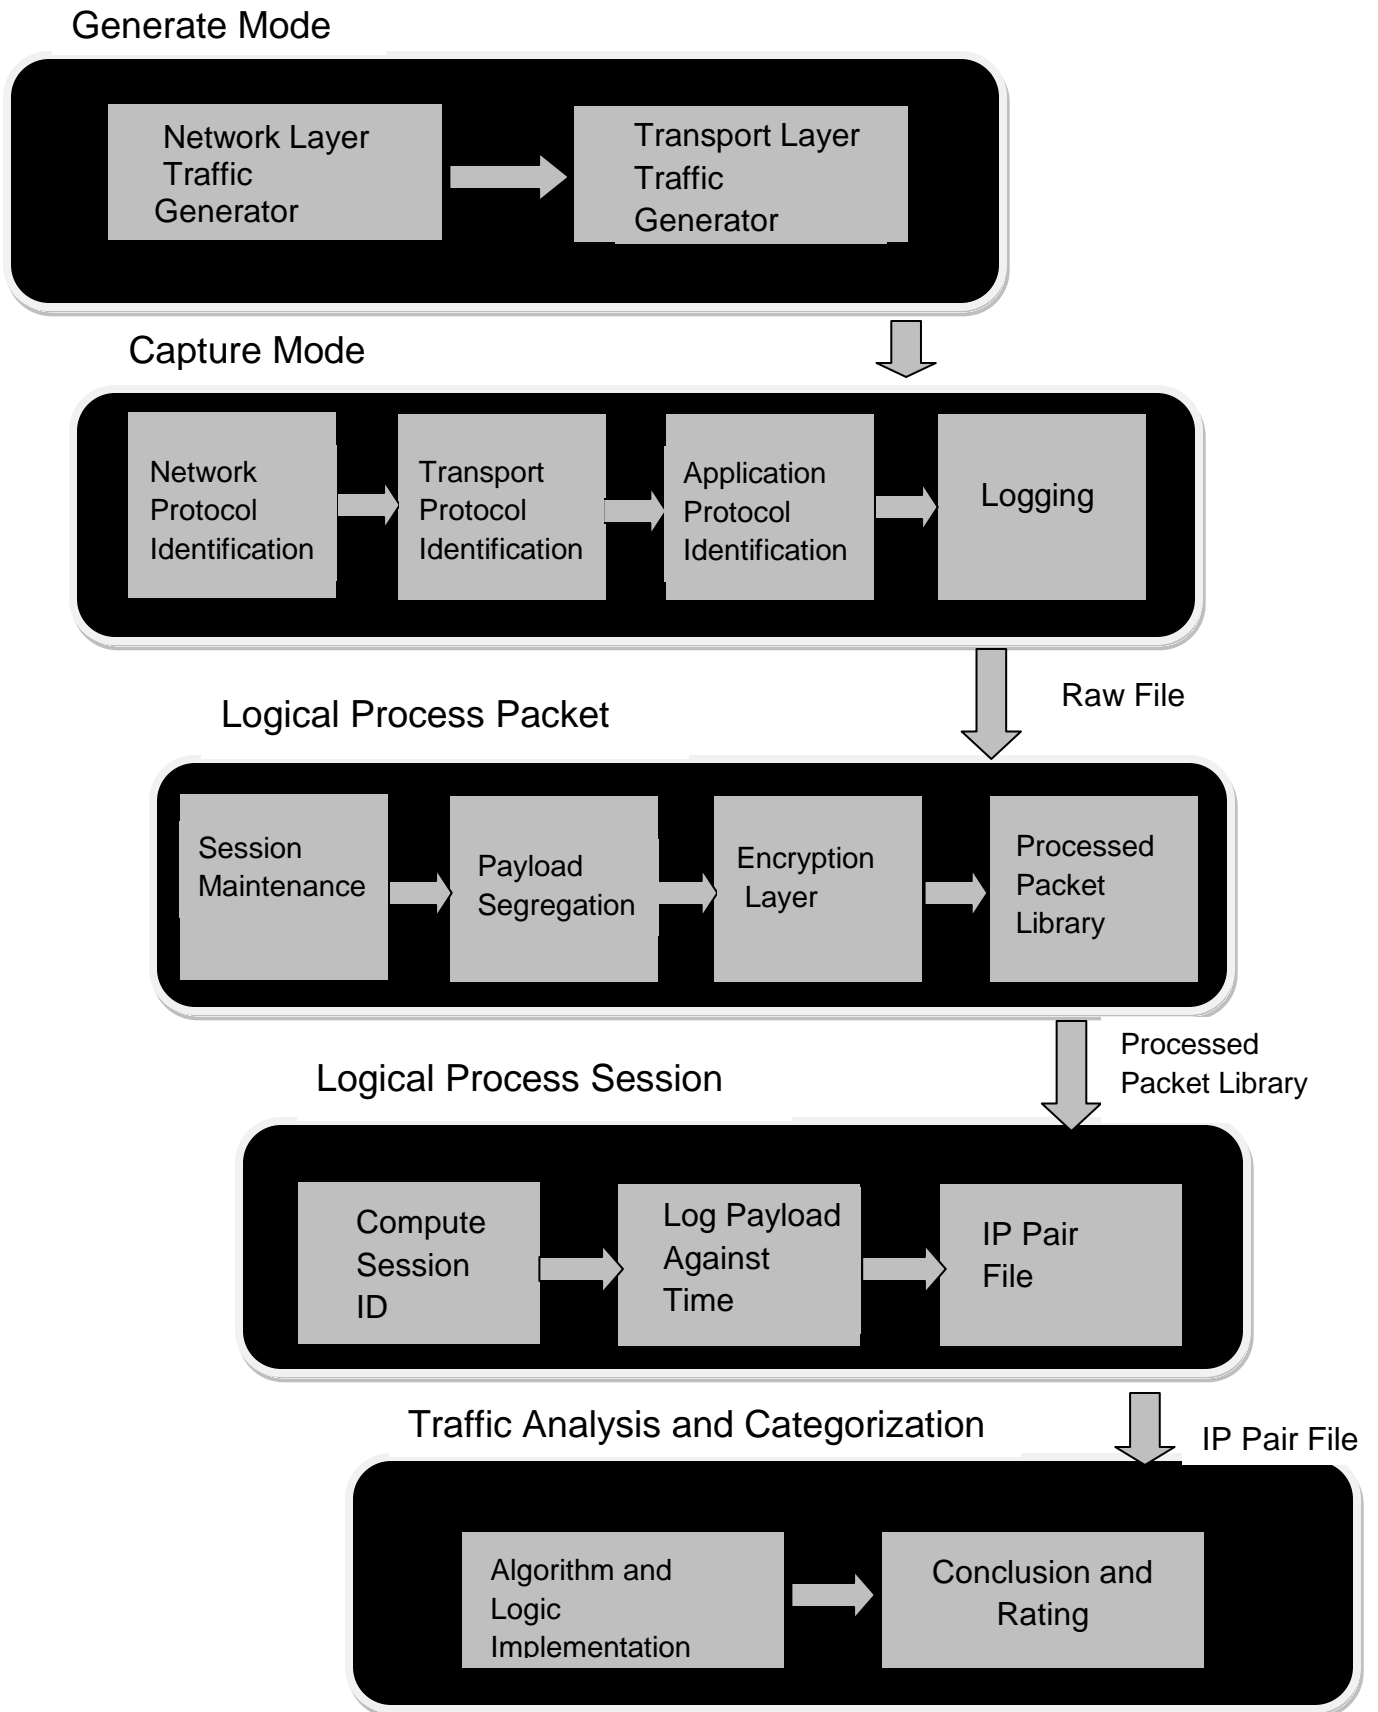 Generate Mode
Network Layer
Traffic
Generator
Transport Layer
Traffic
Generator
Capture Mode
Network
Protocol
Identification
Transport
Protocol
Identification
Application
Protocol
Identification
Logging
Raw File
Logical Process Packet
Session
Maintenance
Payload
Segregation
Encryption
Layer
Processed
Packet
Library
Processed
Packet Library
Logical Process Session
Compute
Session
ID
Log Payload
Against
Time
IP Pair
File
Traffic Analysis and Categorization
IP Pair File
Algorithm and
Logic
Implementation
Conclusion and
Rating